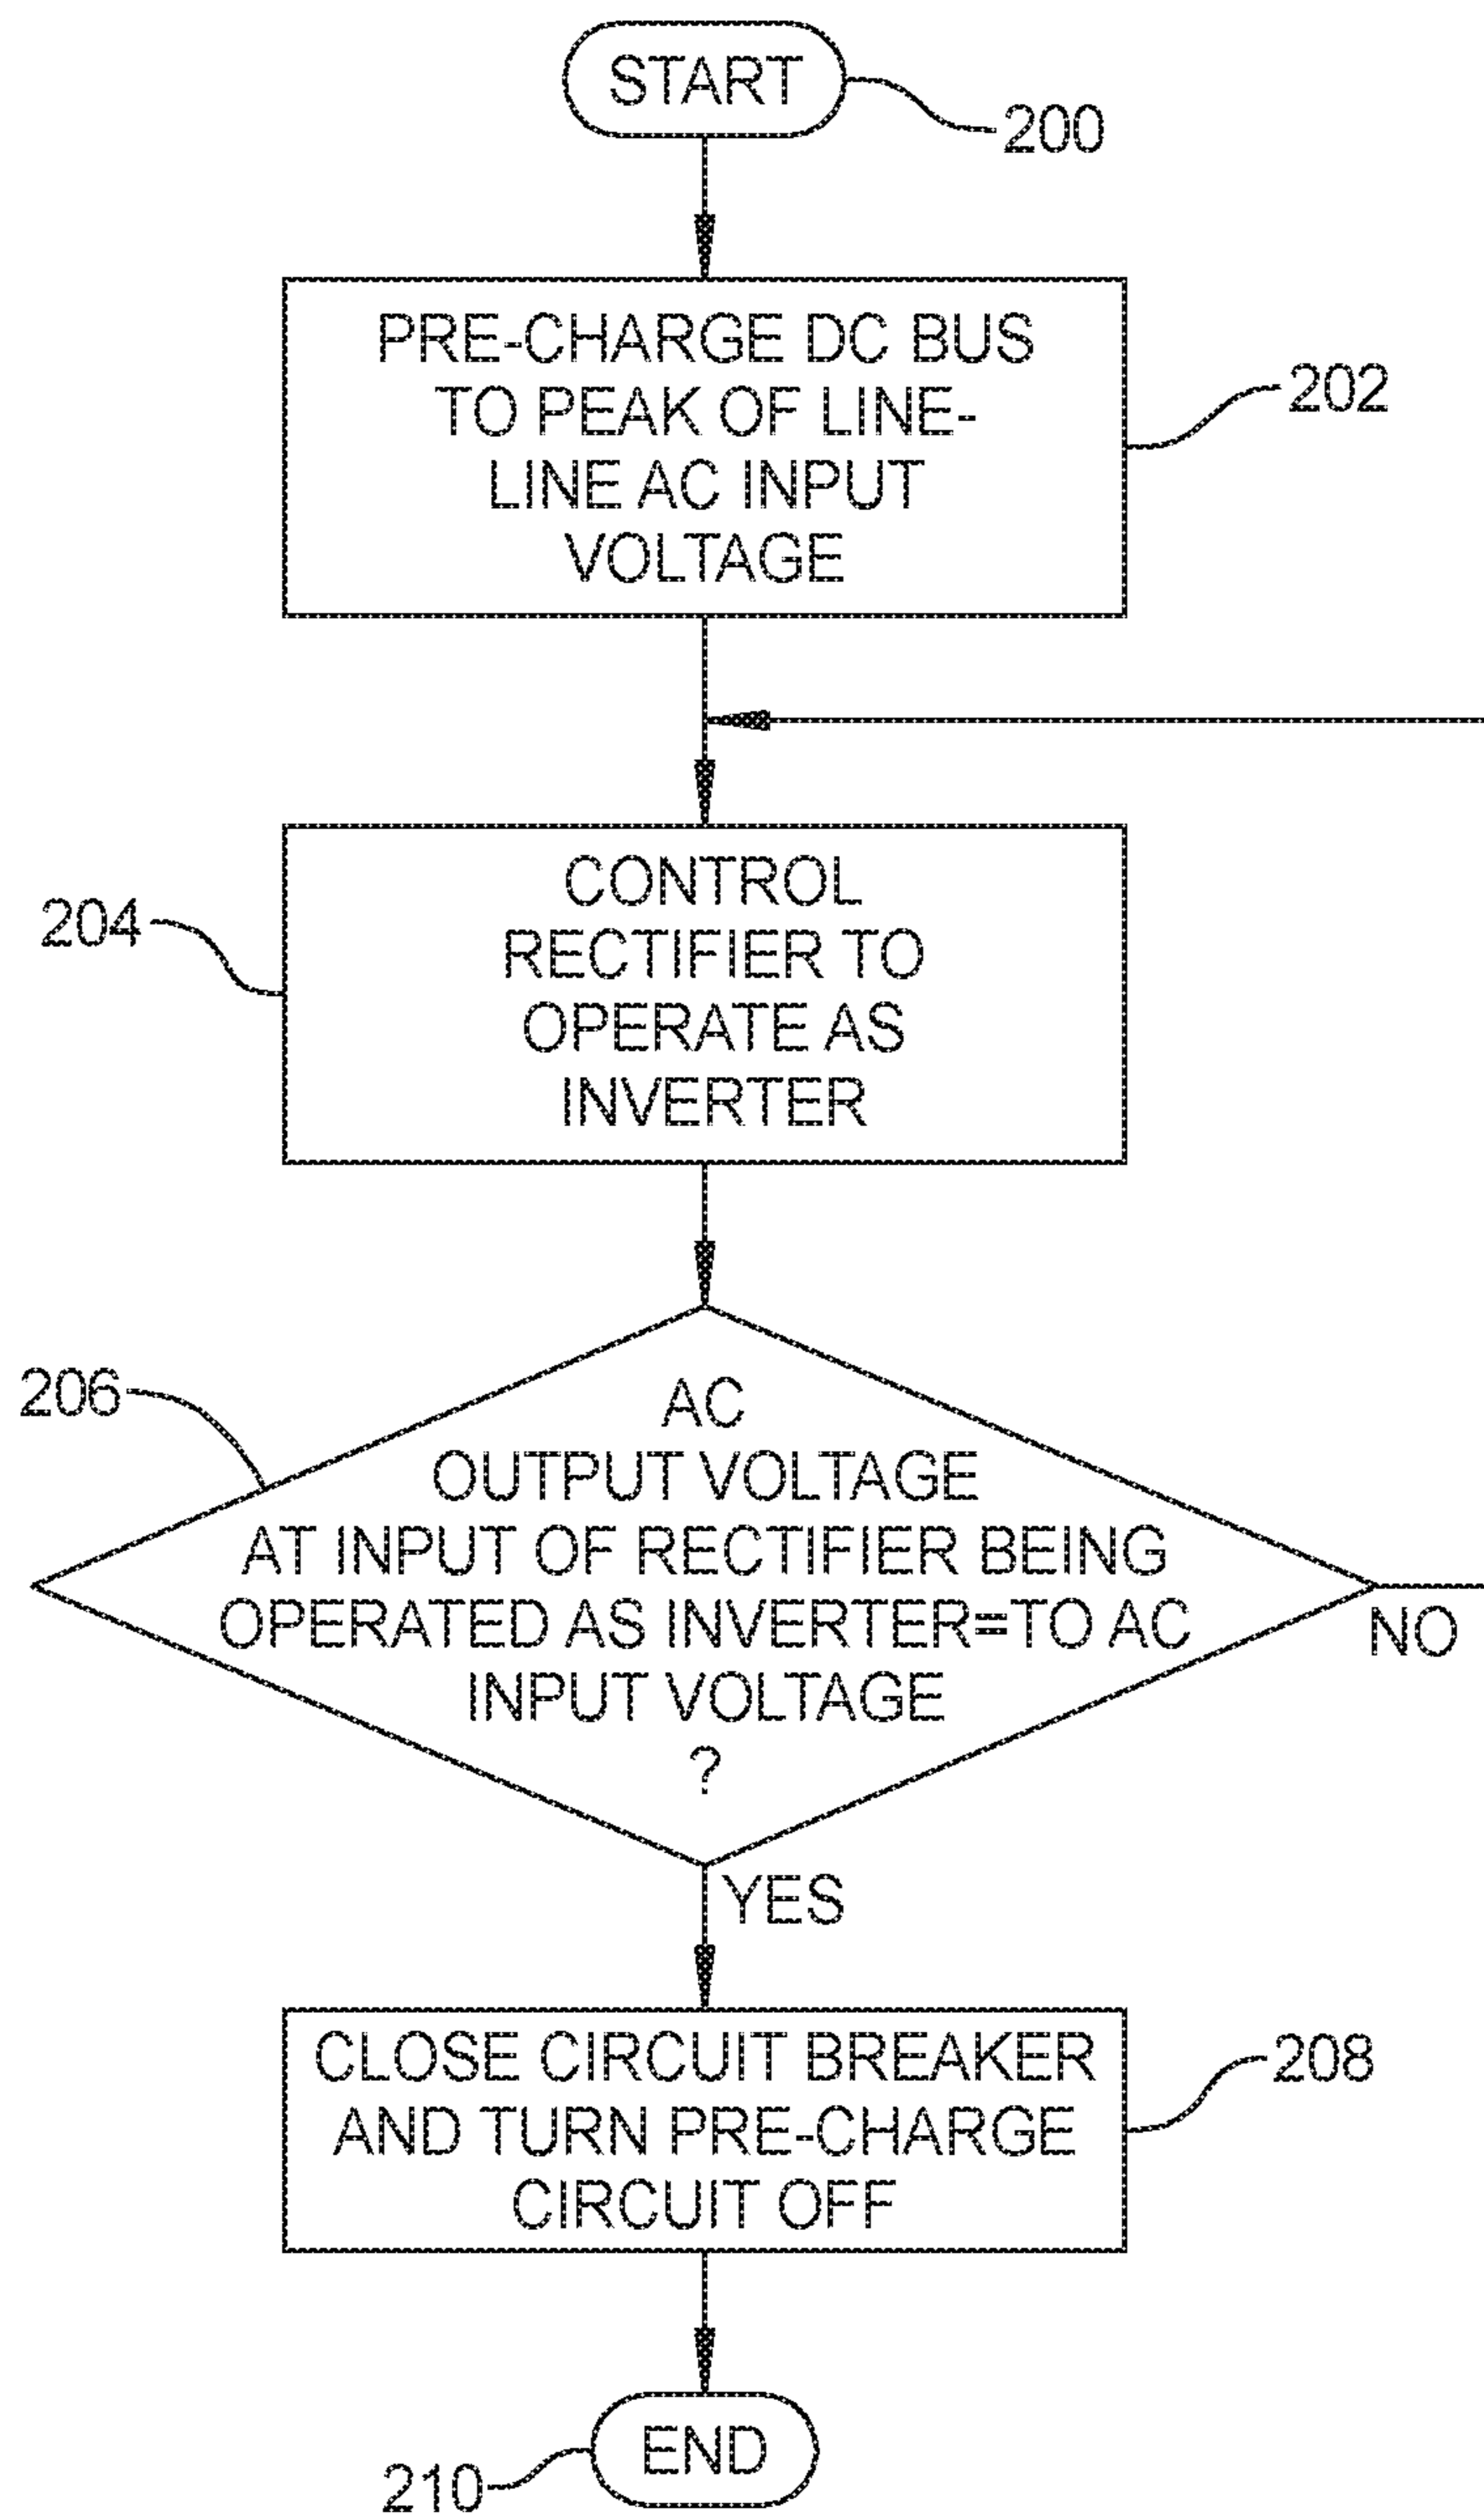 START
200
PRE-CHARGE DC BUS
TO PEAK OF LINE-
LINE AC INPUT
VOLTAGE
202
CONTROL
RECTIFIER TO
OPERATE AS
INVERTER
204
AC
OUTPUT VOLTAGE
AT INPUT OF RECTIFIER BEING
OPERATED AS INVERTER=TO AC
INPUT VOLTAGE
?
206
NO
YES
CLOSE CIRCUIT BREAKER
AND TURN PRE-CHARGE
CIRCUIT OFF
208
END
210